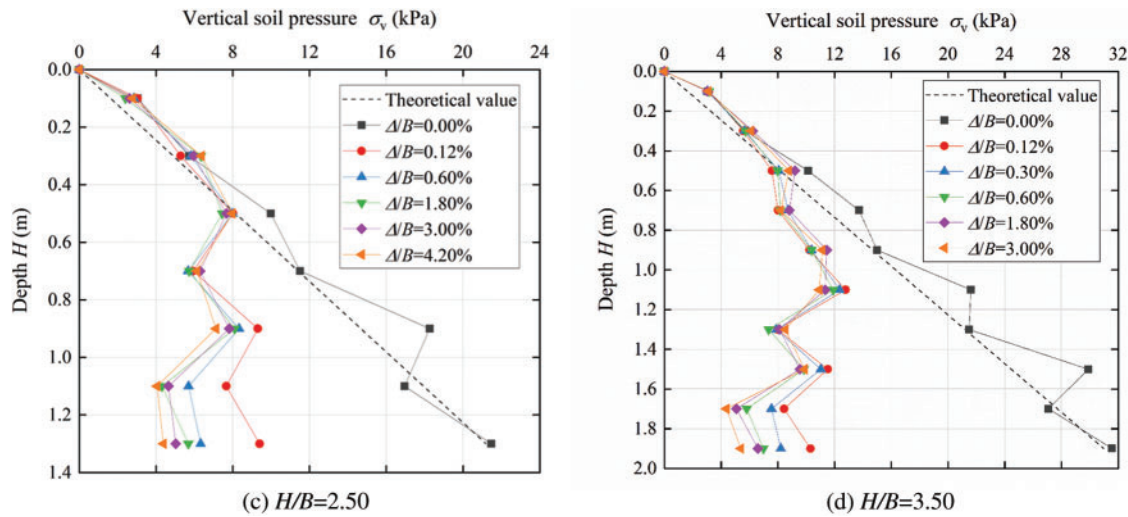 Vertical soil pressure σv (kPa)
0 4 8 12 16 20 24
Depth H (m)
0.0
0.2
0.4
0.6
0.8
1.0
1.2
1.4
Theoretical value
Δ/B=0.00%
Δ/B=0.12%
Δ/B=0.60%
Δ/B=1.80%
Δ/B=3.00%
Δ/B=4.20%
(c) H/B=2.50
Vertical soil pressure σv (kPa)
0 4 8 12 16 20 24 28 32
Depth H (m)
0.0
0.2
0.4
0.6
0.8
1.0
1.2
1.4
1.6
1.8
2.0
Theoretical value
Δ/B=0.00%
Δ/B=0.12%
Δ/B=0.30%
Δ/B=0.60%
Δ/B=1.80%
Δ/B=3.00%
(d) H/B=3.50